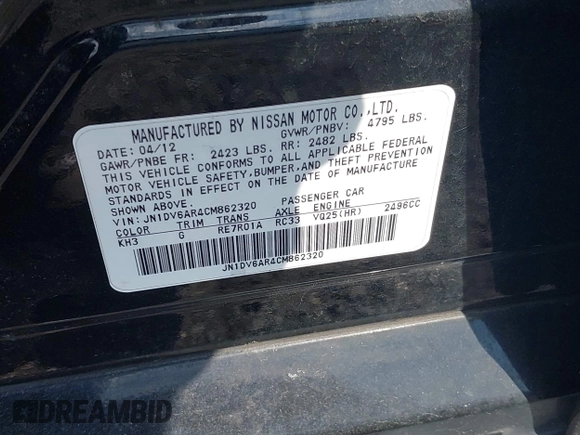 MANUFACTURED BY NISSAN MOTOR CO.,LTD.
DATE: 04/12 GVWR/PNBV: 4795 LBS.
GAWR/PNBE FR: 2423 LBS. RR: 2482 LBS.
THIS VEHICLE CONFORMS TO ALL APPLICABLE FEDERAL
MOTOR VEHICLE SAFETY,BUMPER,AND THEFT PREVENTION
STANDARDS IN EFFECT ON THE DATE OF MANUFACTURE
SHOWN ABOVE.
VIN: JN1DV6AR4CM862320 PASSENGER CAR
COLOR TRIM TRANS AXLE ENGINE
KH3 G RE7R01A RC33 VQ25(HR) 2496CC
JN1DV6AR4CM862320
DREAMBID